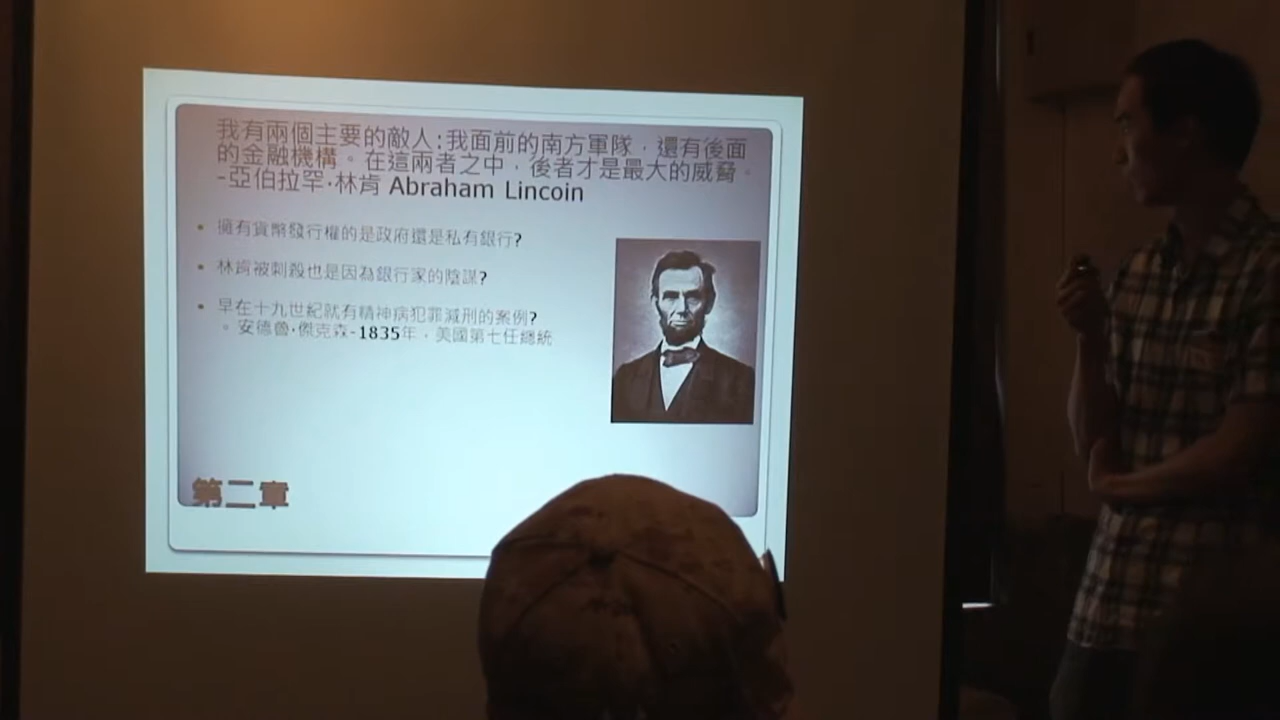 我有兩個主要的敵人:我面前的南方軍隊，還有後面
的金融機構。在這兩者之中，後者才是最大的威脅。
-亞伯拉罕·林肯 Abraham Lincoin
• 擁有貨幣發行權的是政府還是私有銀行?
• 林肯被刺殺也是因為銀行家的陰謀?
• 早在十九世紀就有精神病犯罪減刑的案例?
◦ 安德魯·傑克森-1835年，美國第七任總統
第二章